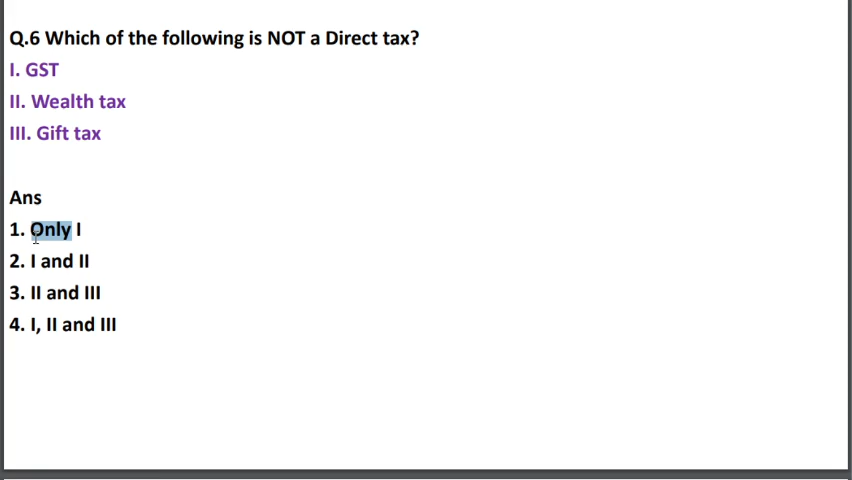 Q.6 Which of the following is NOT a Direct tax?
I. GST
II. Wealth tax
III. Gift tax
Ans
1. Only I
2. I and II
3. II and III
4. I, II and III